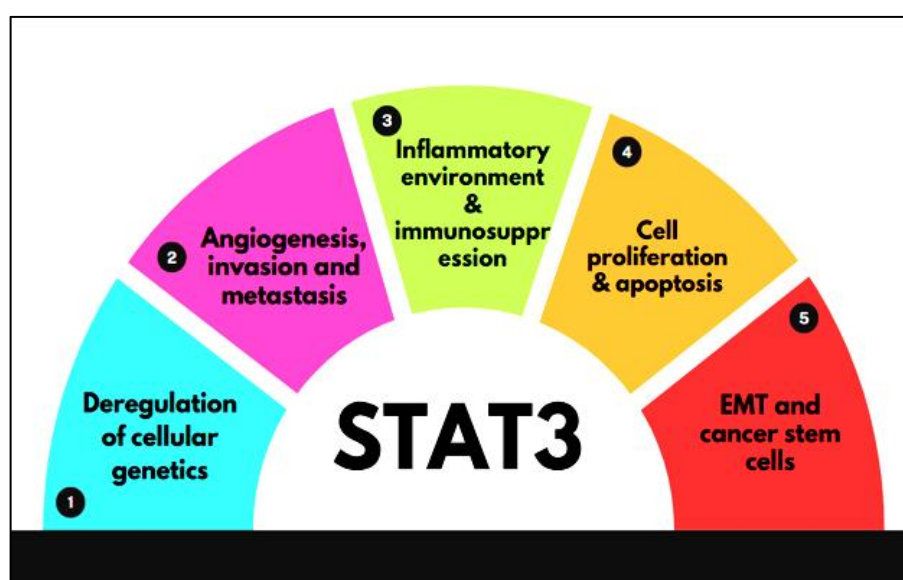 1
Deregulation
of cellular
genetics
2
Angiogenesis,
invasion and
metastasis
3
Inflammatory
environment
&
immunosuppr
ession
4
Cell
proliferation
& apoptosis
5
EMT and
cancer stem
cells
STAT3